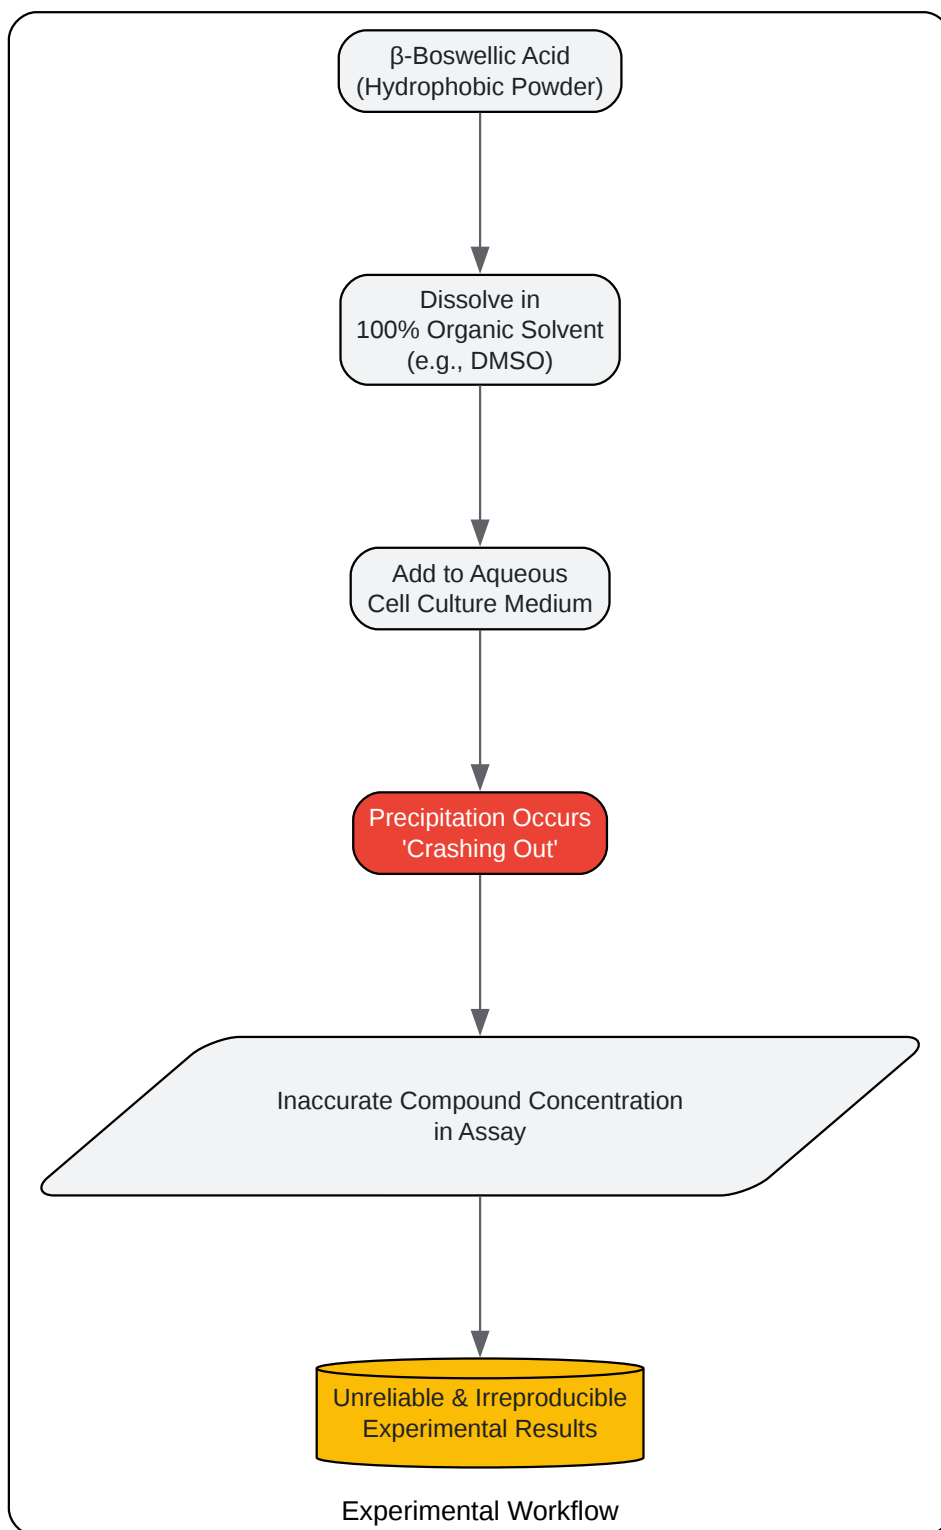 β-Boswellic Acid
(Hydrophobic Powder)
Dissolve in
100% Organic Solvent
(e.g., DMSO)
Add to Aqueous
Cell Culture Medium
Precipitation Occurs
'Crashing Out'
Inaccurate Compound Concentration
in Assay
Unreliable & Irreproducible
Experimental Results
Experimental Workflow